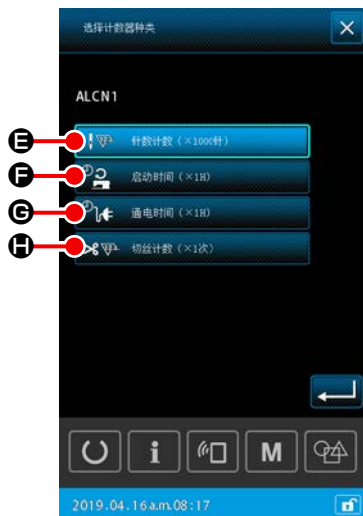 选择计数器种类
ALCN1
E
针数计数（×1000针）
F
启动时间（×1H）
G
通电时间（×1H）
H
切丝计数（×1次）
i
M
2019.04.16a.m.08:17